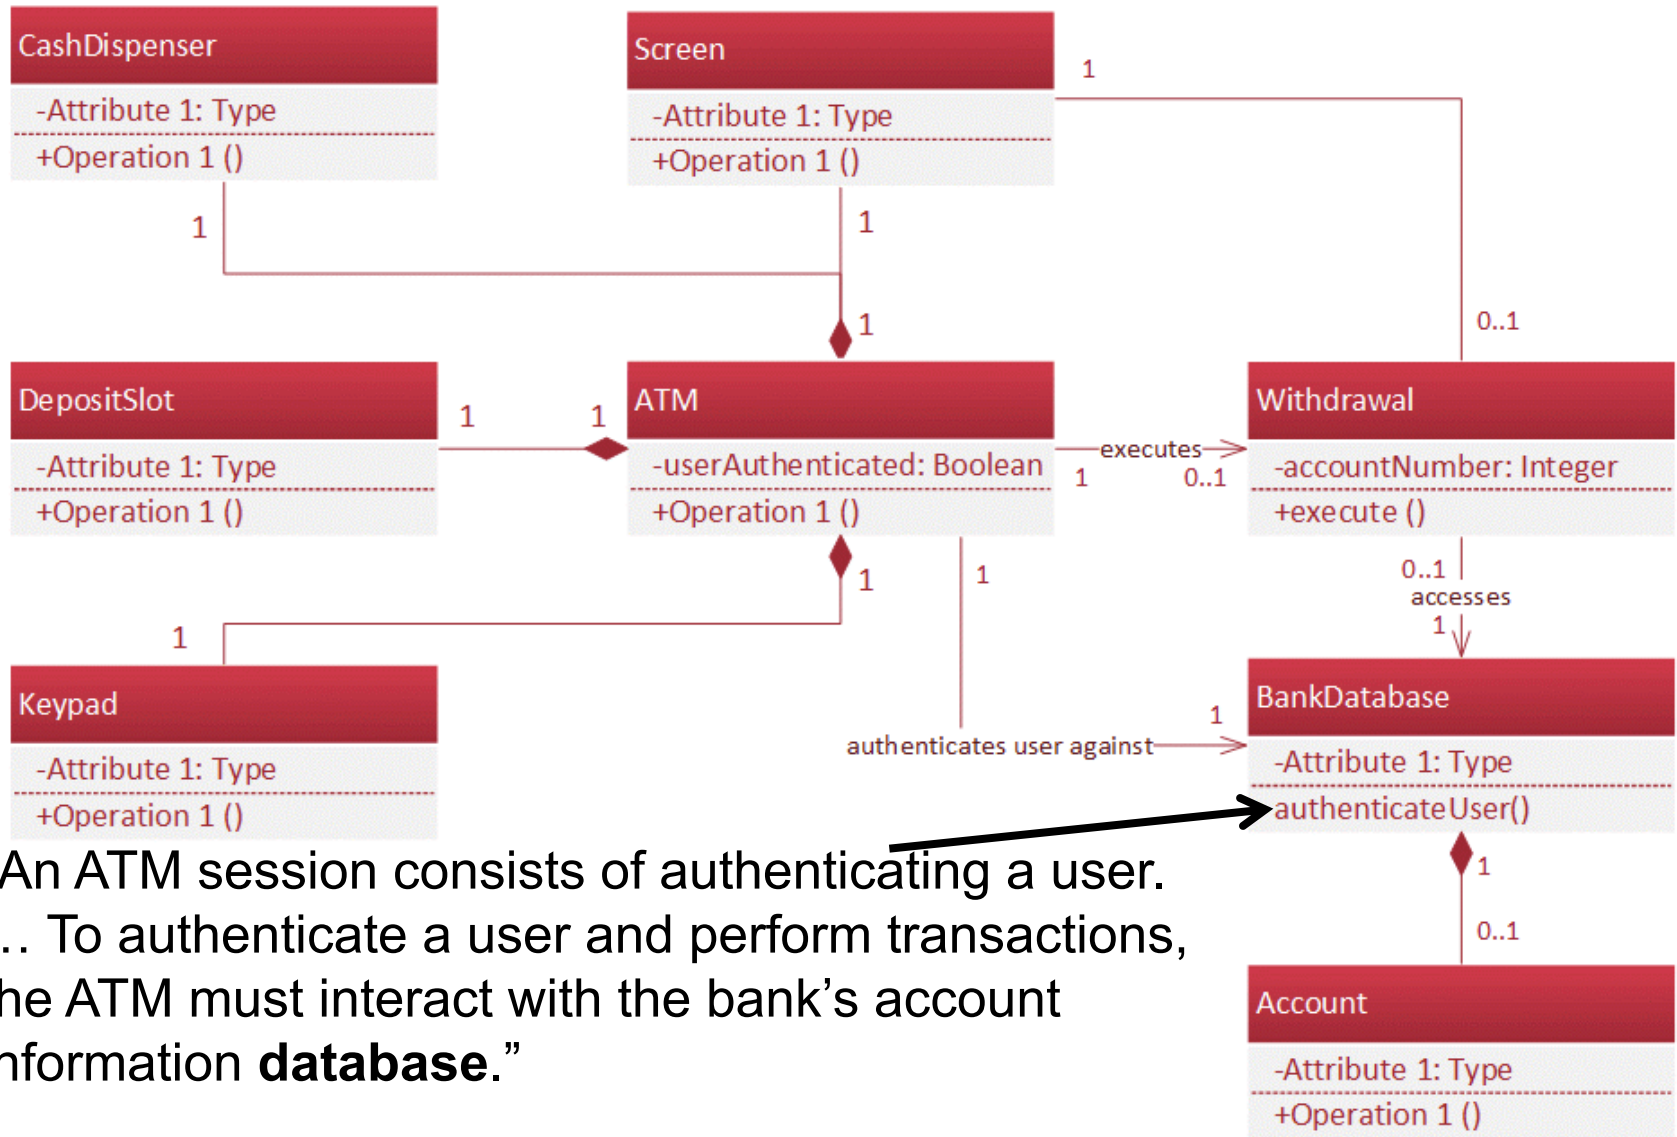 CashDispenser
-Attribute 1: Type
+Operation 1 ()
1
Screen
-Attribute 1: Type
+Operation 1 ()
1
1
0..1
1
DepositSlot
-Attribute 1: Type
+Operation 1 ()
1
1
ATM
-userAuthenticated: Boolean
+Operation 1 ()
executes
1
0..1
Withdrawal
-accountNumber: Integer
+execute ()
0..1
accesses
1
1
1
1
Keypad
-Attribute 1: Type
+Operation 1 ()
authenticates user against
1
BankDatabase
-Attribute 1: Type
authenticateUser()
1
0..1
Account
-Attribute 1: Type
+Operation 1 ()
An ATM session consists of authenticating a user.
… To authenticate a user and perform transactions,
he ATM must interact with the bank’s account
nformation database.”